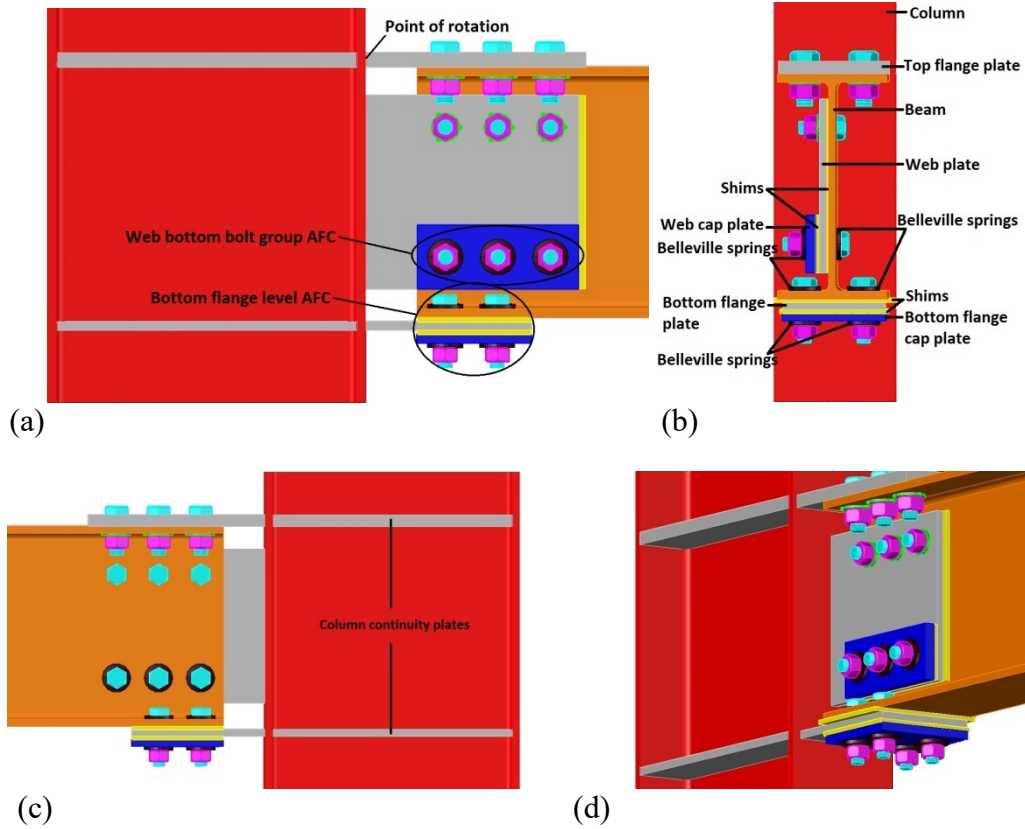 Point of rotation
Web bottom bolt group AFC
Bottom flange level AFC
(a)
Column
Top flange plate
Beam
Web plate
Shims
Web cap plate
Belleville springs
Belleville springs
Shims
Bottom flange
plate
Bottom flange
cap plate
Belleville springs
(b)
Column continuity plates
(c)
(d)